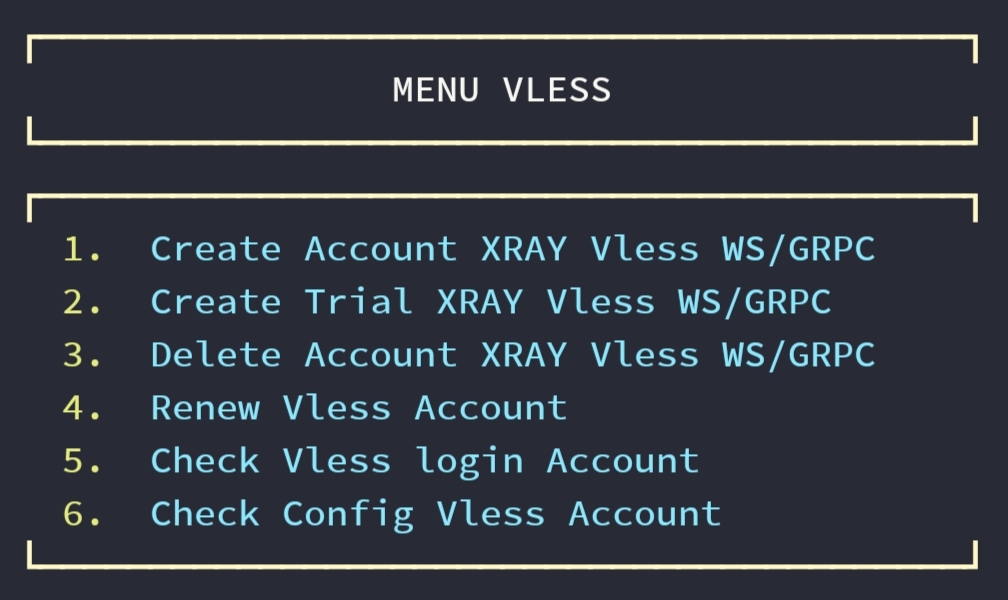 MENU VLESS
1. Create Account XRAY Vless WS/GRPC
2. Create Trial XRAY Vless WS/GRPC
3. Delete Account XRAY Vless WS/GRPC
4. Renew Vless Account
5. Check Vless login Account
6. Check Config Vless Account